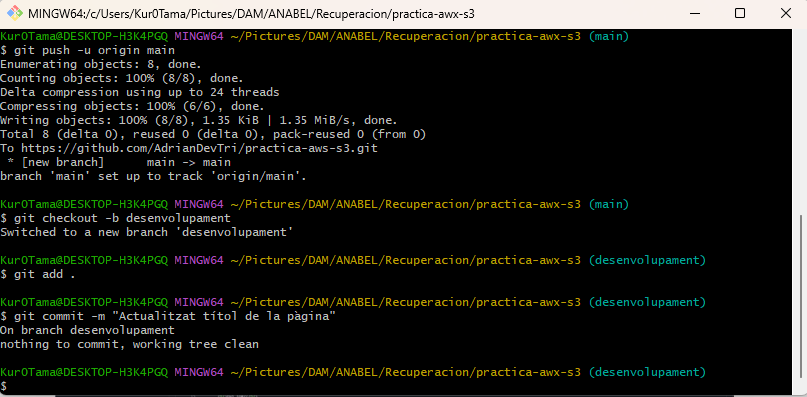 MINGW64:/c/Users/Kur0Tama/Pictures/DAM/ANABEL/Recuperacion/practica-awx-s3
Kur0Tama@DESKTOP-H3K4PGQ MINGW64 ~/Pictures/DAM/ANABEL/Recuperacion/practica-awx-s3 (main)
$ git push -u origin main
Enumerating objects: 8, done.
Counting objects: 100% (8/8), done.
Delta compression using up to 24 threads
Compressing objects: 100% (6/6), done.
Writing objects: 100% (8/8), 1.35 KiB | 1.35 MiB/s, done.
Total 8 (delta 0), reused 0 (delta 0), pack-reused 0 (from 0)
To https://github.com/AdrianDevTri/practica-aws-s3.git
 * [new branch]      main -> main
branch 'main' set up to track 'origin/main'.
Kur0Tama@DESKTOP-H3K4PGQ MINGW64 ~/Pictures/DAM/ANABEL/Recuperacion/practica-awx-s3 (main)
$ git checkout -b desenvolupament
Switched to a new branch 'desenvolupament'
Kur0Tama@DESKTOP-H3K4PGQ MINGW64 ~/Pictures/DAM/ANABEL/Recuperacion/practica-awx-s3 (desenvolupament)
$ git add .
Kur0Tama@DESKTOP-H3K4PGQ MINGW64 ~/Pictures/DAM/ANABEL/Recuperacion/practica-awx-s3 (desenvolupament)
$ git commit -m "Actualitzat títol de la pàgina"
On branch desenvolupament
nothing to commit, working tree clean
Kur0Tama@DESKTOP-H3K4PGQ MINGW64 ~/Pictures/DAM/ANABEL/Recuperacion/practica-awx-s3 (desenvolupament)
$